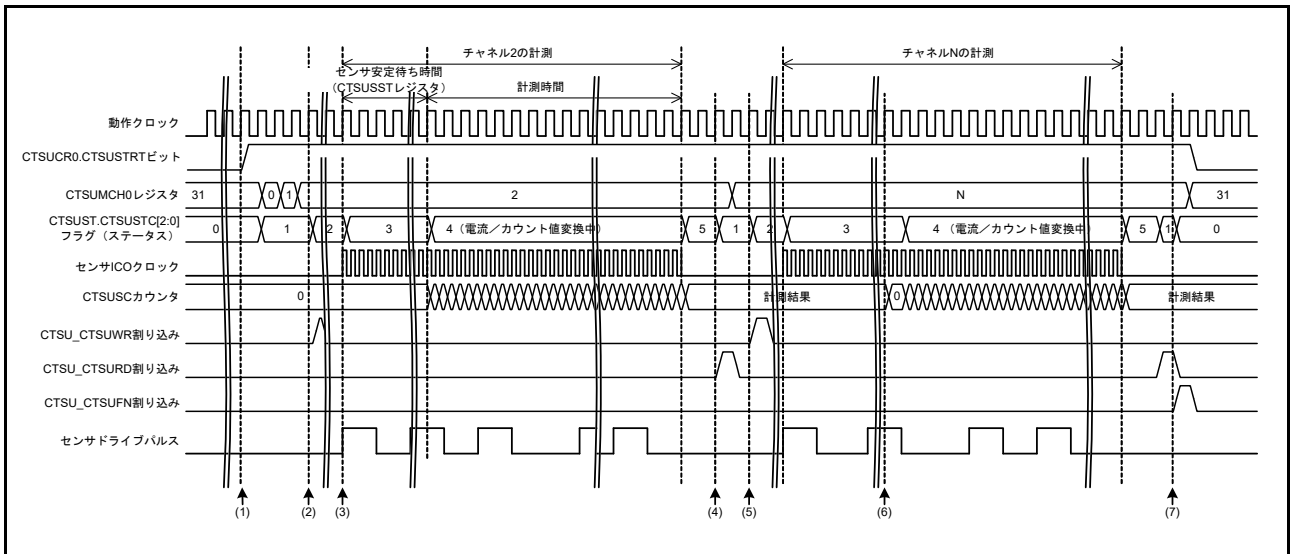 チャネル2の計測
チャネルNの計測
センサ安定待ち時間
(CTSUSSTレジスタ)
計測時間
動作クロック
CTSUCR0.CTSUSTRTビット
CTSUMCH0レジスタ 31 0 1 2 N 31
CTSUST.CTSUSTC[2:0]
フラグ（ステータス） 0 1 2 3 4（電流／カウント値変換中） 5 1 2 3 4（電流／カウント値変換中） 5 1 0
センサICOクロック
CTSUSCカウンタ 0 計測結果 0 計測結果
CTSU_CTSUWR割り込み
CTSU_CTSURD割り込み
CTSU_CTSUFN割り込み
センサドライブパルス
(1) (2) (3) (4) (5) (6) (7)